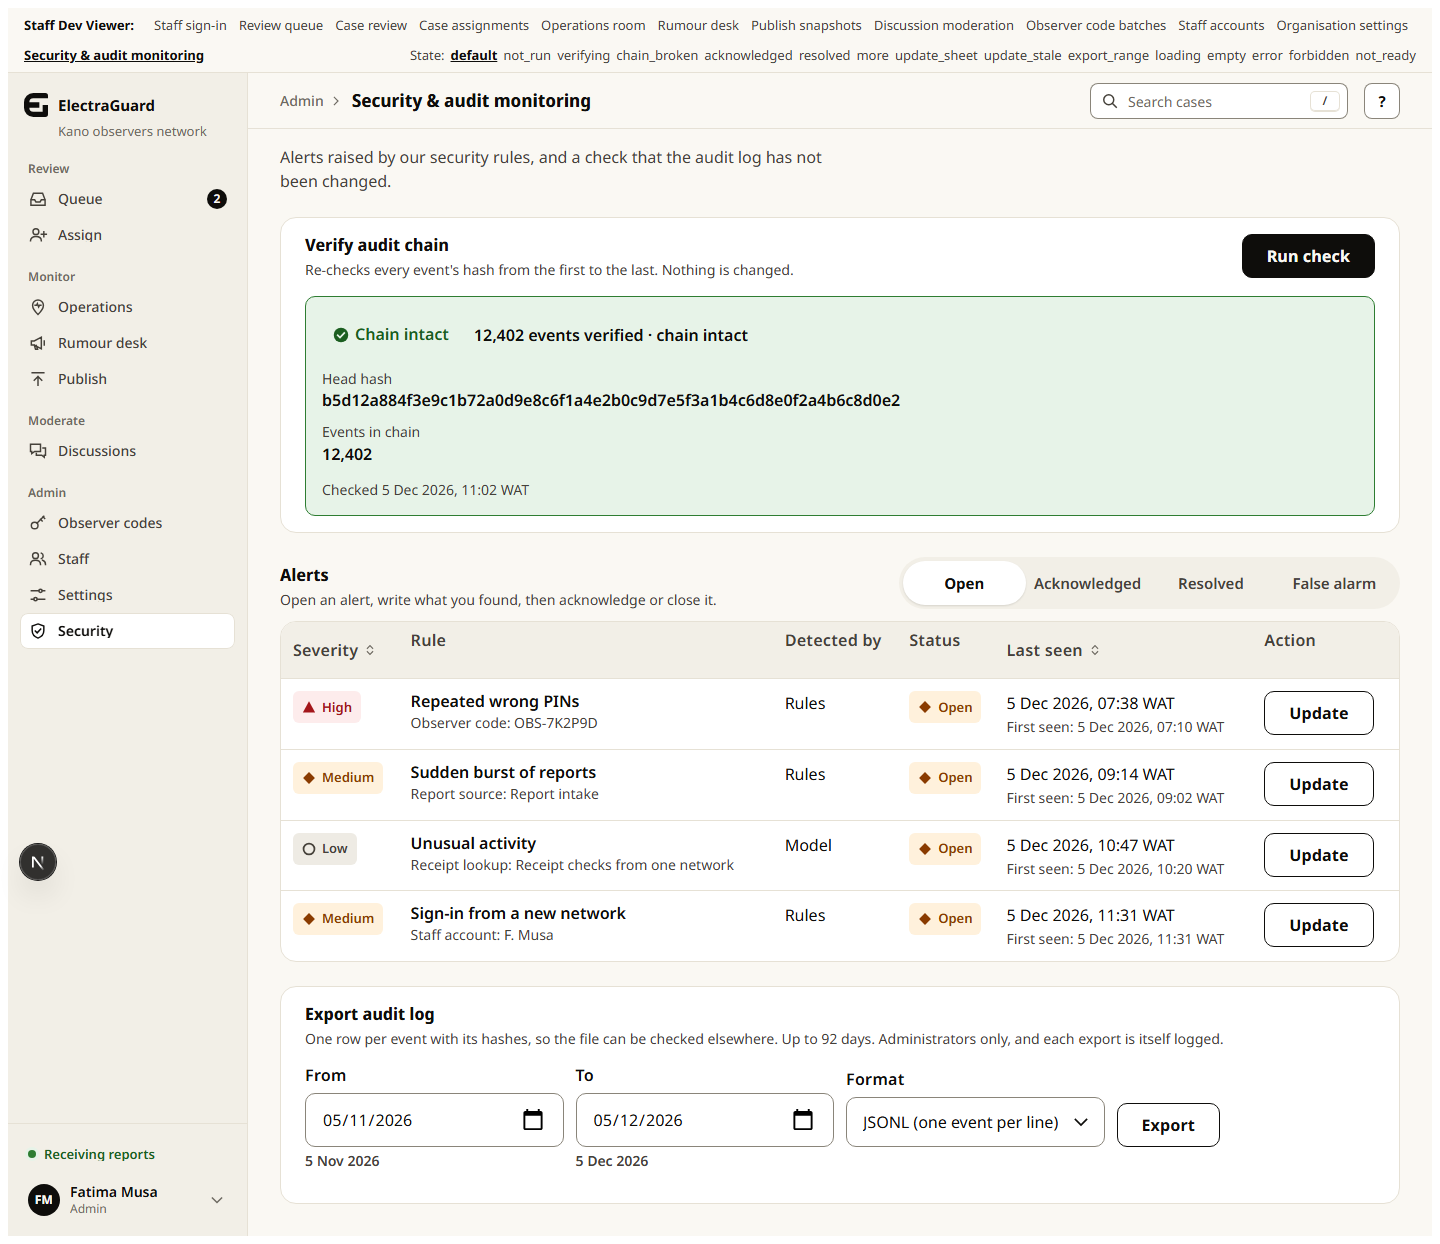 Staff Dev Viewer: Staff sign-in Review queue Case review Case assignments Operations room Rumour desk Publish snapshots Discussion moderation Observer code batches Staff accounts Organisation settings
Security & audit monitoring State: default not_run verifying chain_broken acknowledged resolved more update_sheet update_stale export_range loading empty error forbidden not_ready
ElectraGuard
Kano observers network
Review
Queue 2
Assign
Monitor
Operations
Rumour desk
Publish
Moderate
Discussions
Admin
Observer codes
Staff
Settings
Security
N
Receiving reports
FM Fatima Musa
Admin
Admin Security & audit monitoring Search cases / ?
Alerts raised by our security rules, and a check that the audit log has not
been changed.
Verify audit chain
Re-checks every event's hash from the first to the last. Nothing is changed.
Run check
Chain intact 12,402 events verified · chain intact
Head hash
b5d12a884f3e9c1b72a0d9e8c6f1a4e2b0c9d7e5f3a1b4c6d8e0f2a4b6c8d0e2
Events in chain
12,402
Checked 5 Dec 2026, 11:02 WAT
Alerts
Open an alert, write what you found, then acknowledge or close it.
Open Acknowledged Resolved False alarm
Severity Rule Detected by Status Last seen Action
High Repeated wrong PINs Rules Open 5 Dec 2026, 07:38 WAT Update
Observer code: OBS-7K2P9D First seen: 5 Dec 2026, 07:10 WAT
Medium Sudden burst of reports Rules Open 5 Dec 2026, 09:14 WAT Update
Report source: Report intake First seen: 5 Dec 2026, 09:02 WAT
Low Unusual activity Model Open 5 Dec 2026, 10:47 WAT Update
Receipt lookup: Receipt checks from one network First seen: 5 Dec 2026, 10:20 WAT
Medium Sign-in from a new network Rules Open 5 Dec 2026, 11:31 WAT Update
Staff account: F. Musa First seen: 5 Dec 2026, 11:31 WAT
Export audit log
One row per event with its hashes, so the file can be checked elsewhere. Up to 92 days. Administrators only, and each export is itself logged.
From To Format
05/11/2026 05/12/2026 JSONL (one event per line) Export
5 Nov 2026 5 Dec 2026